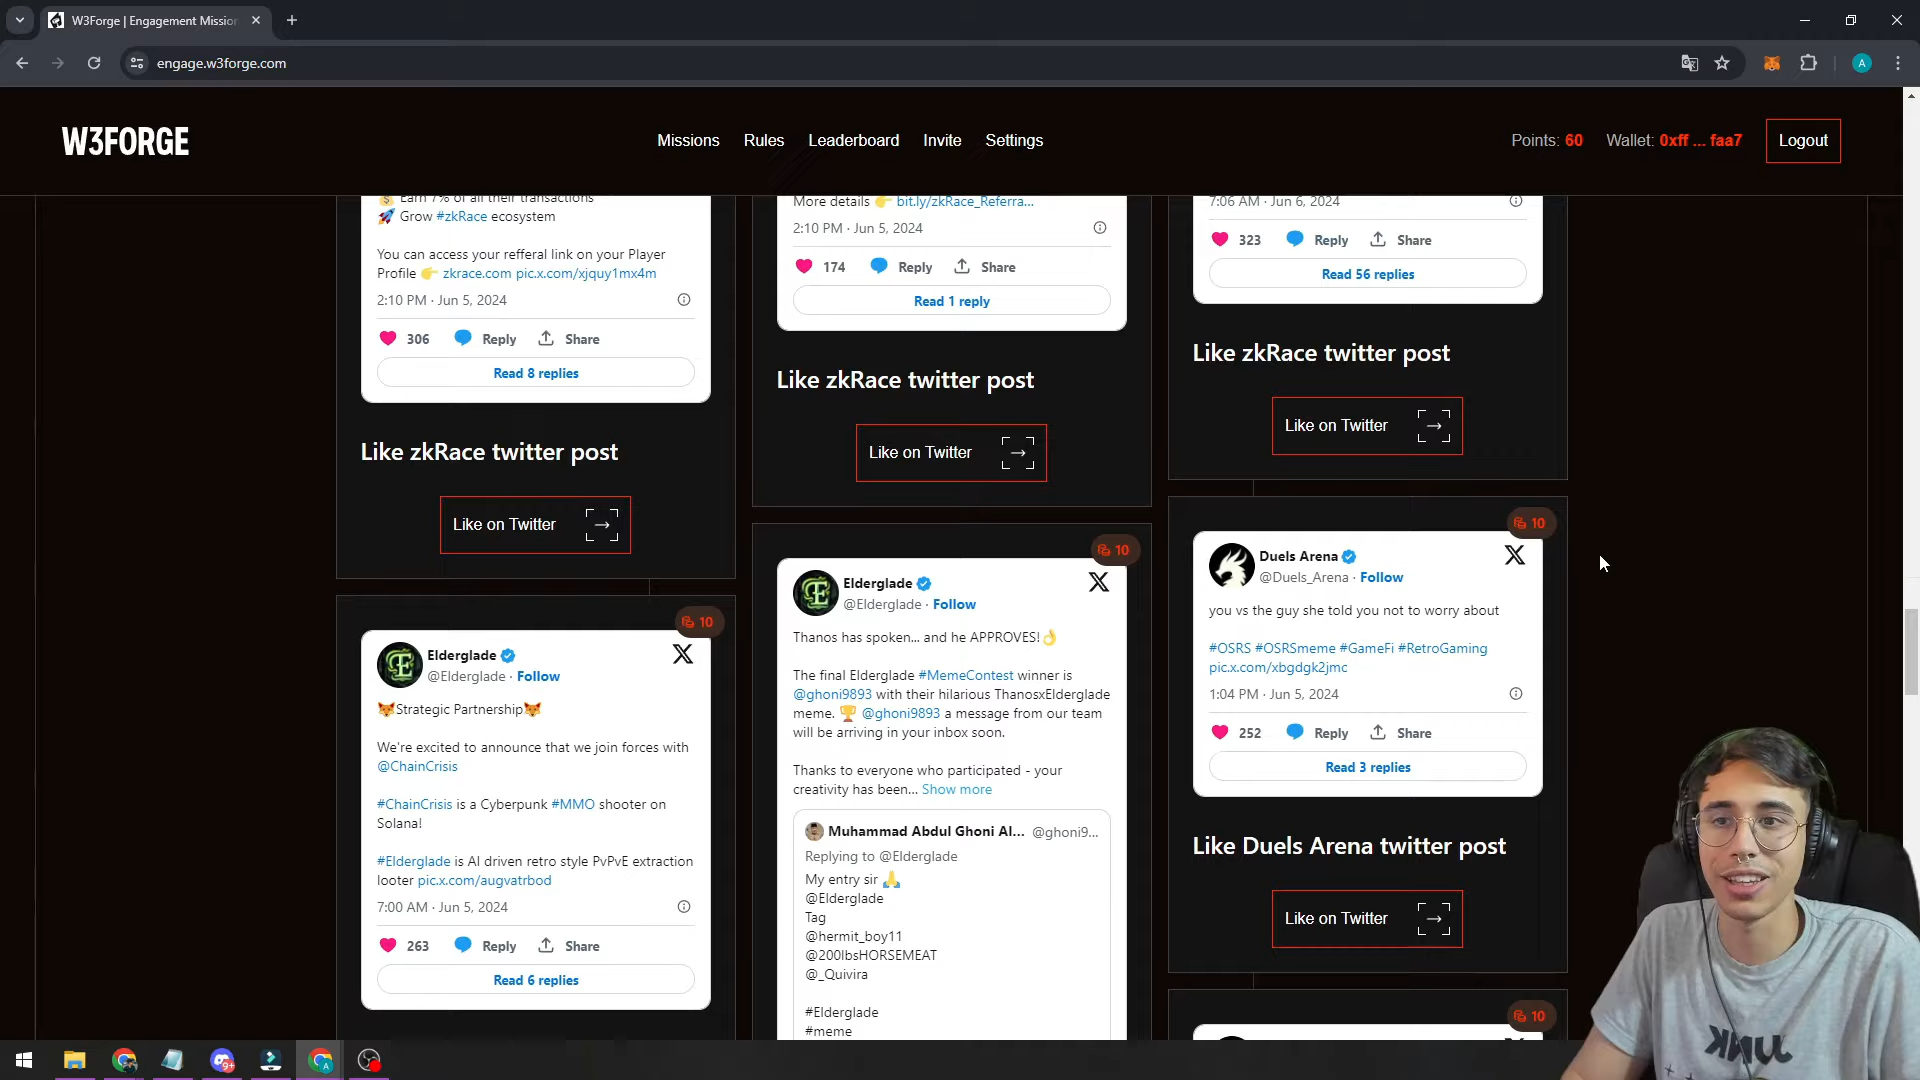 W3Forge | Engagement Mission
engage.w3forge.com
A
W3FORGE
Missions
Rules
Leaderboard
Invite
Settings
Points: 60
Wallet: 0xff ... faa7
Logout
Earn 7% of all their transactions
Grow #zkRace ecosystem
You can access your refferal link on your Player
Profile 👉 zkrace.com pic.x.com/xjquy1mx4m
2:10 PM · Jun 5, 2024
306 Reply Share
Read 8 replies
Like zkRace twitter post
Like on Twitter →
10
Elderglade
@Elderglade · Follow
🦊Strategic Partnership🦊
We're excited to announce that we join forces with
@ChainCrisis
#ChainCrisis is a Cyberpunk #MMO shooter on
Solana!
#Elderglade is AI driven retro style PvPvE extraction
looter pic.x.com/augvatrbod
7:00 AM · Jun 5, 2024
263 Reply Share
Read 6 replies
More details 👉 bit.ly/zkRace_Referra...
2:10 PM · Jun 5, 2024
174 Reply Share
Read 1 reply
Like zkRace twitter post
Like on Twitter →
10
Elderglade
@Elderglade · Follow
Thanos has spoken... and he APPROVES!👌
The final Elderglade #MemeContest winner is
@ghoni9893 with their hilarious ThanosxElderglade
meme. 🏆 @ghoni9893 a message from our team
will be arriving in your inbox soon.
Thanks to everyone who participated - your
creativity has been... Show more
Muhammad Abdul Ghoni Al... @ghoni9...
Replying to @Elderglade
My entry sir 🙏
@Elderglade
Tag
@hermit_boy11
@200lbsHORSEMEAT
@_Quivira
#Elderglade
#meme
7:06 AM · Jun 6, 2024
323 Reply Share
Read 56 replies
Like zkRace twitter post
Like on Twitter →
10
Duels Arena
@Duels_Arena · Follow
you vs the guy she told you not to worry about
#OSRS #OSRSmeme #GameFi #RetroGaming
pic.x.com/xbgdgk2jmc
1:04 PM · Jun 5, 2024
252 Reply Share
Read 3 replies
Like Duels Arena twitter post
Like on Twitter →
10
9+
A